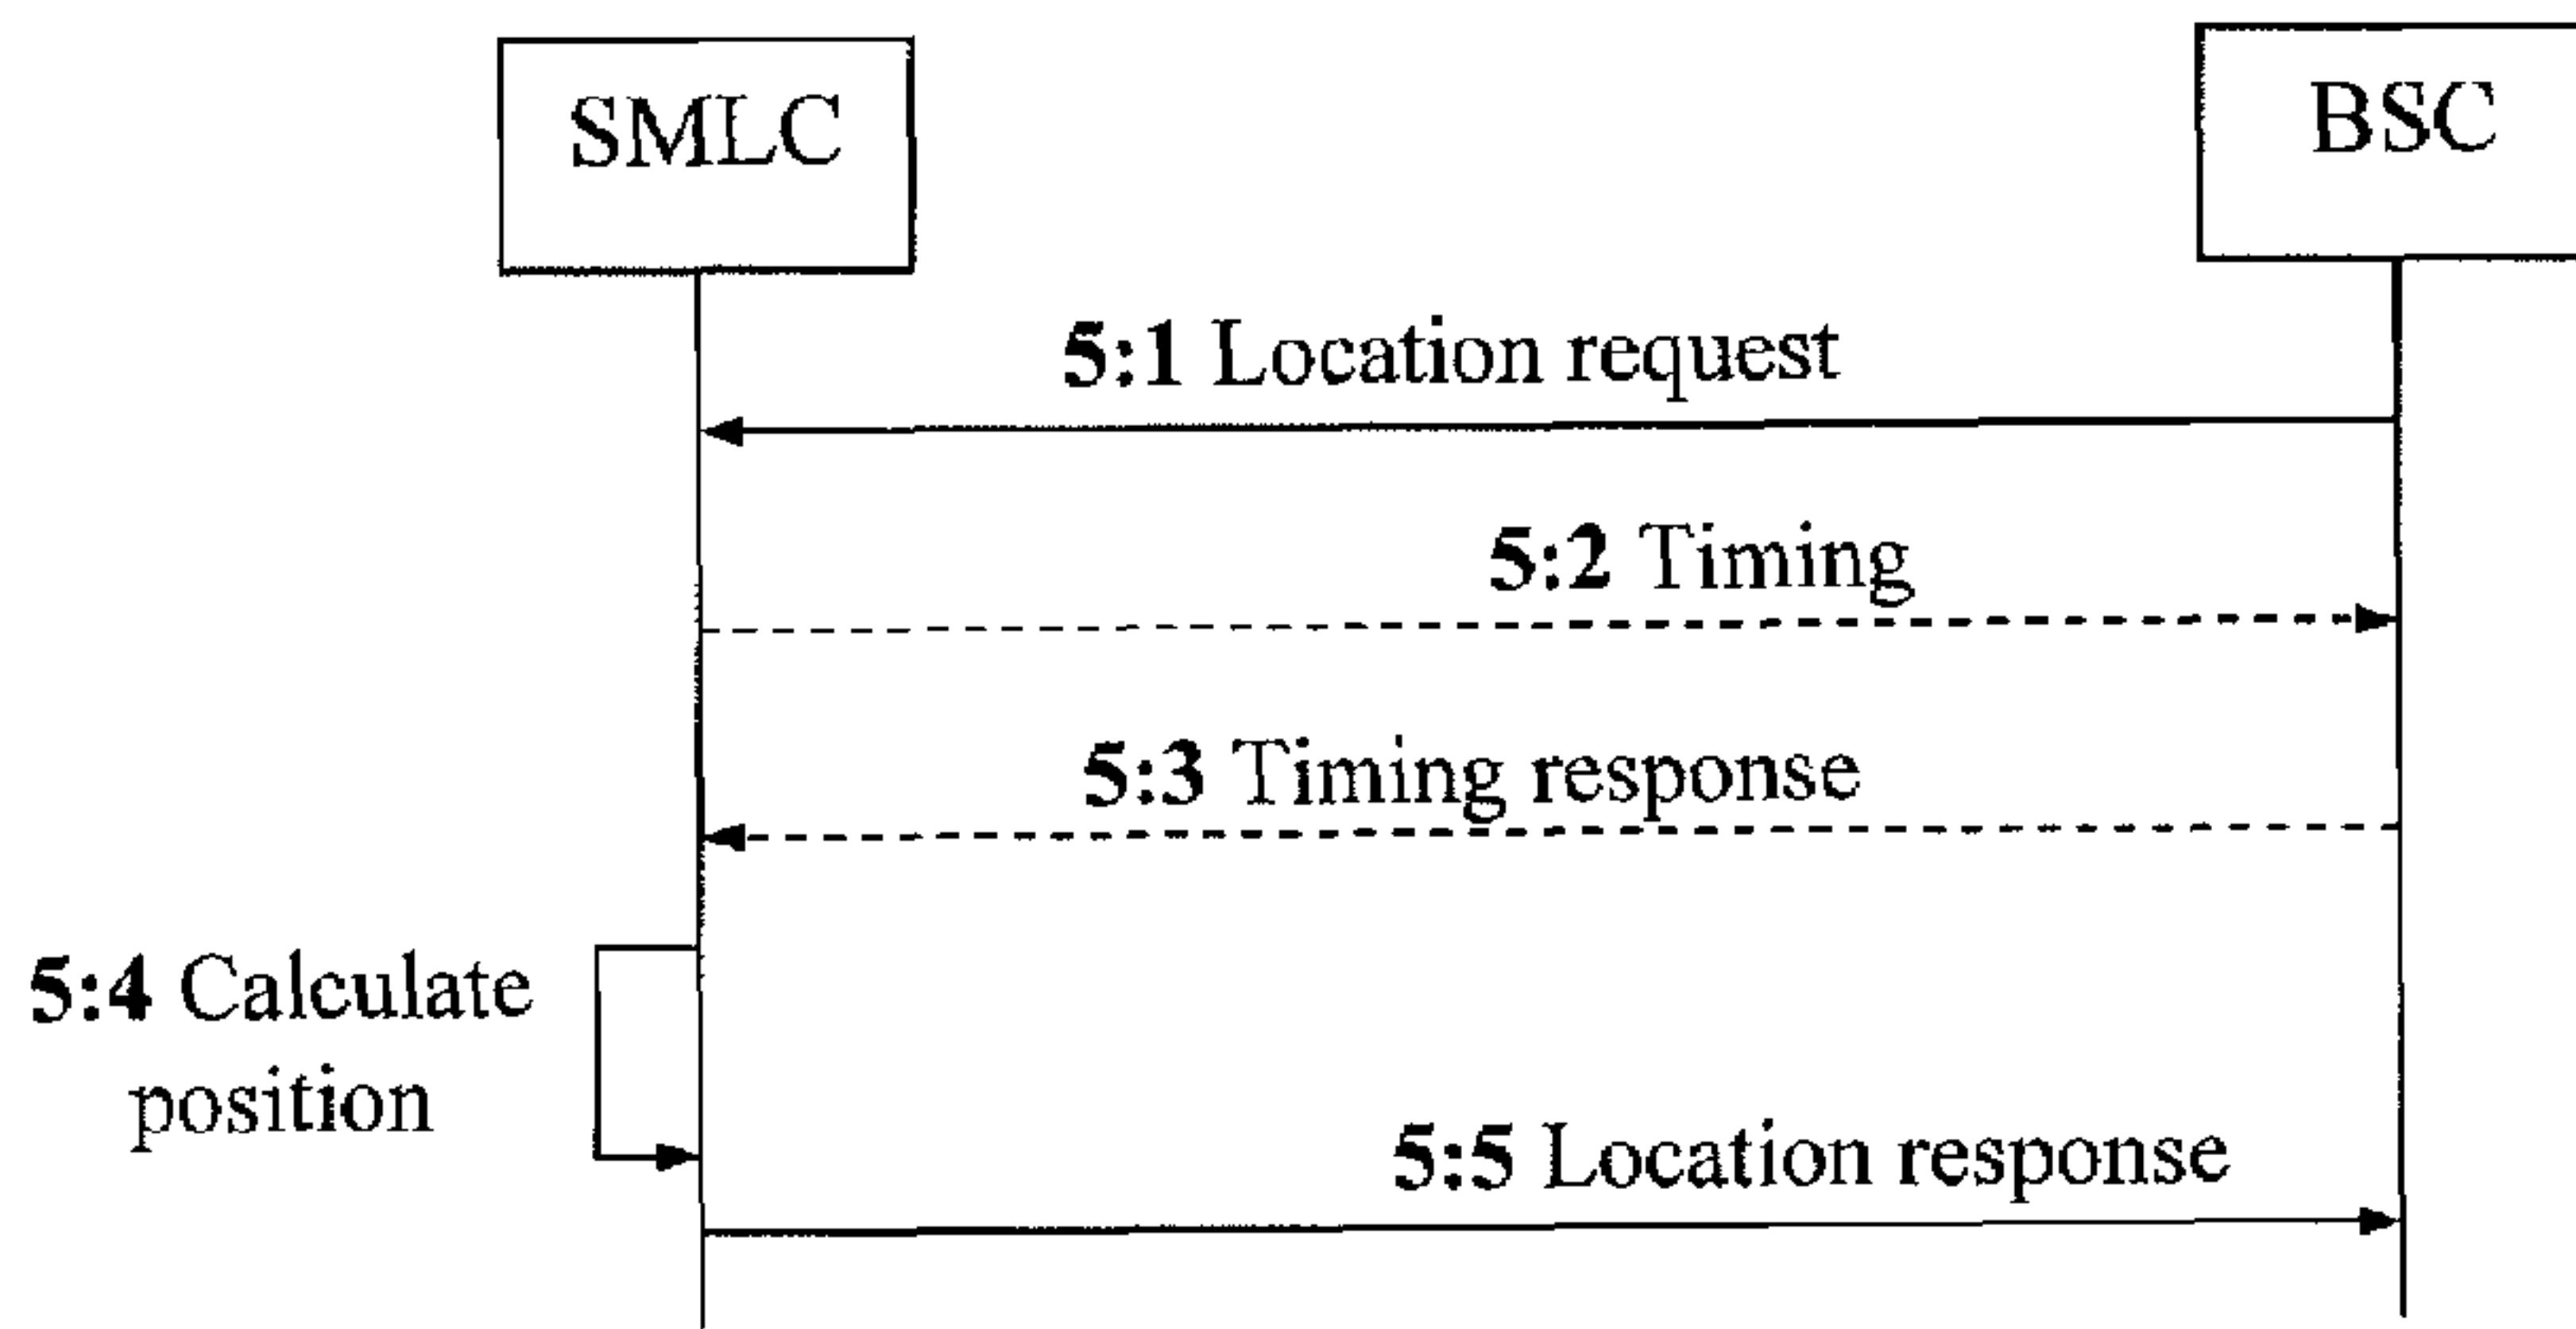 SMLC
BSC
5:1 Location request
5:2 Timing
5:3 Timing response
5:4 Calculate
position
5:5 Location response